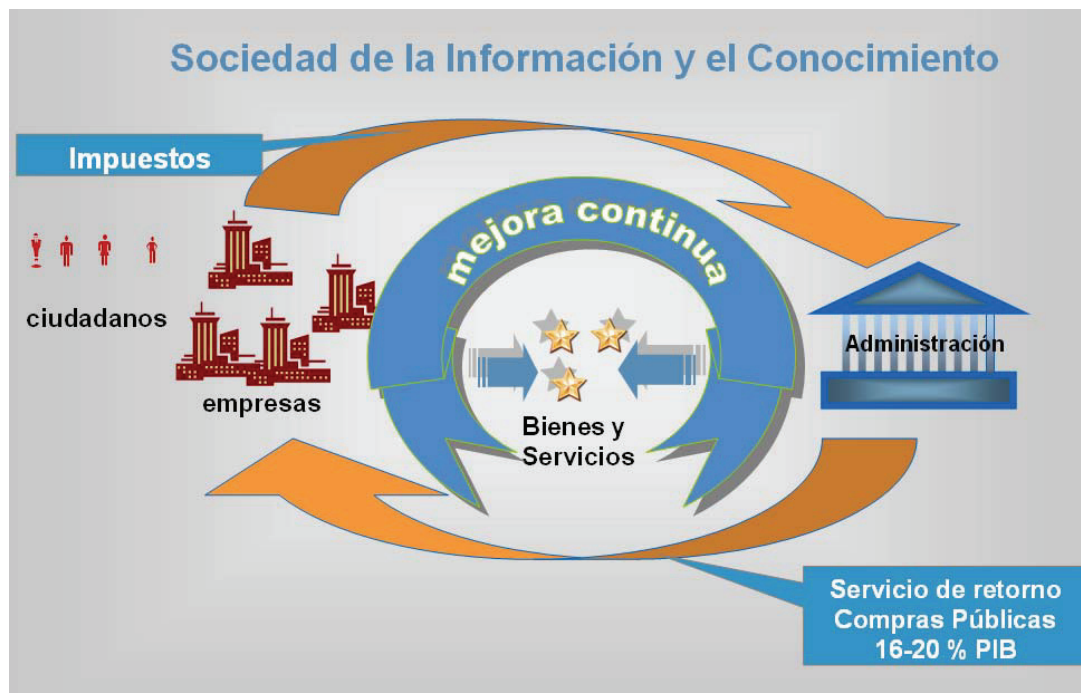 Sociedad de la Información y el Conocimiento
Impuestos
mejora continua
ciudadanos
Administración
empresas
Bienes y
Servicios
Servicio de retorno
Compras Públicas
16-20 % PIB